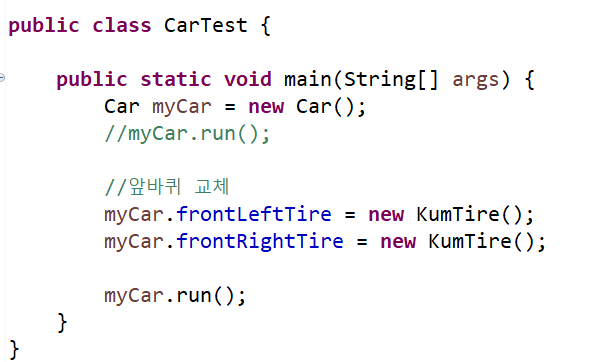 public class CarTest {
public static void main(String[] args) {
Car myCar = new Car();
//myCar.run();
//앞바퀴 교체
myCar.frontLeftTire = new KumTire();
myCar.frontRightTire = new KumTire();
myCar.run();
}
}